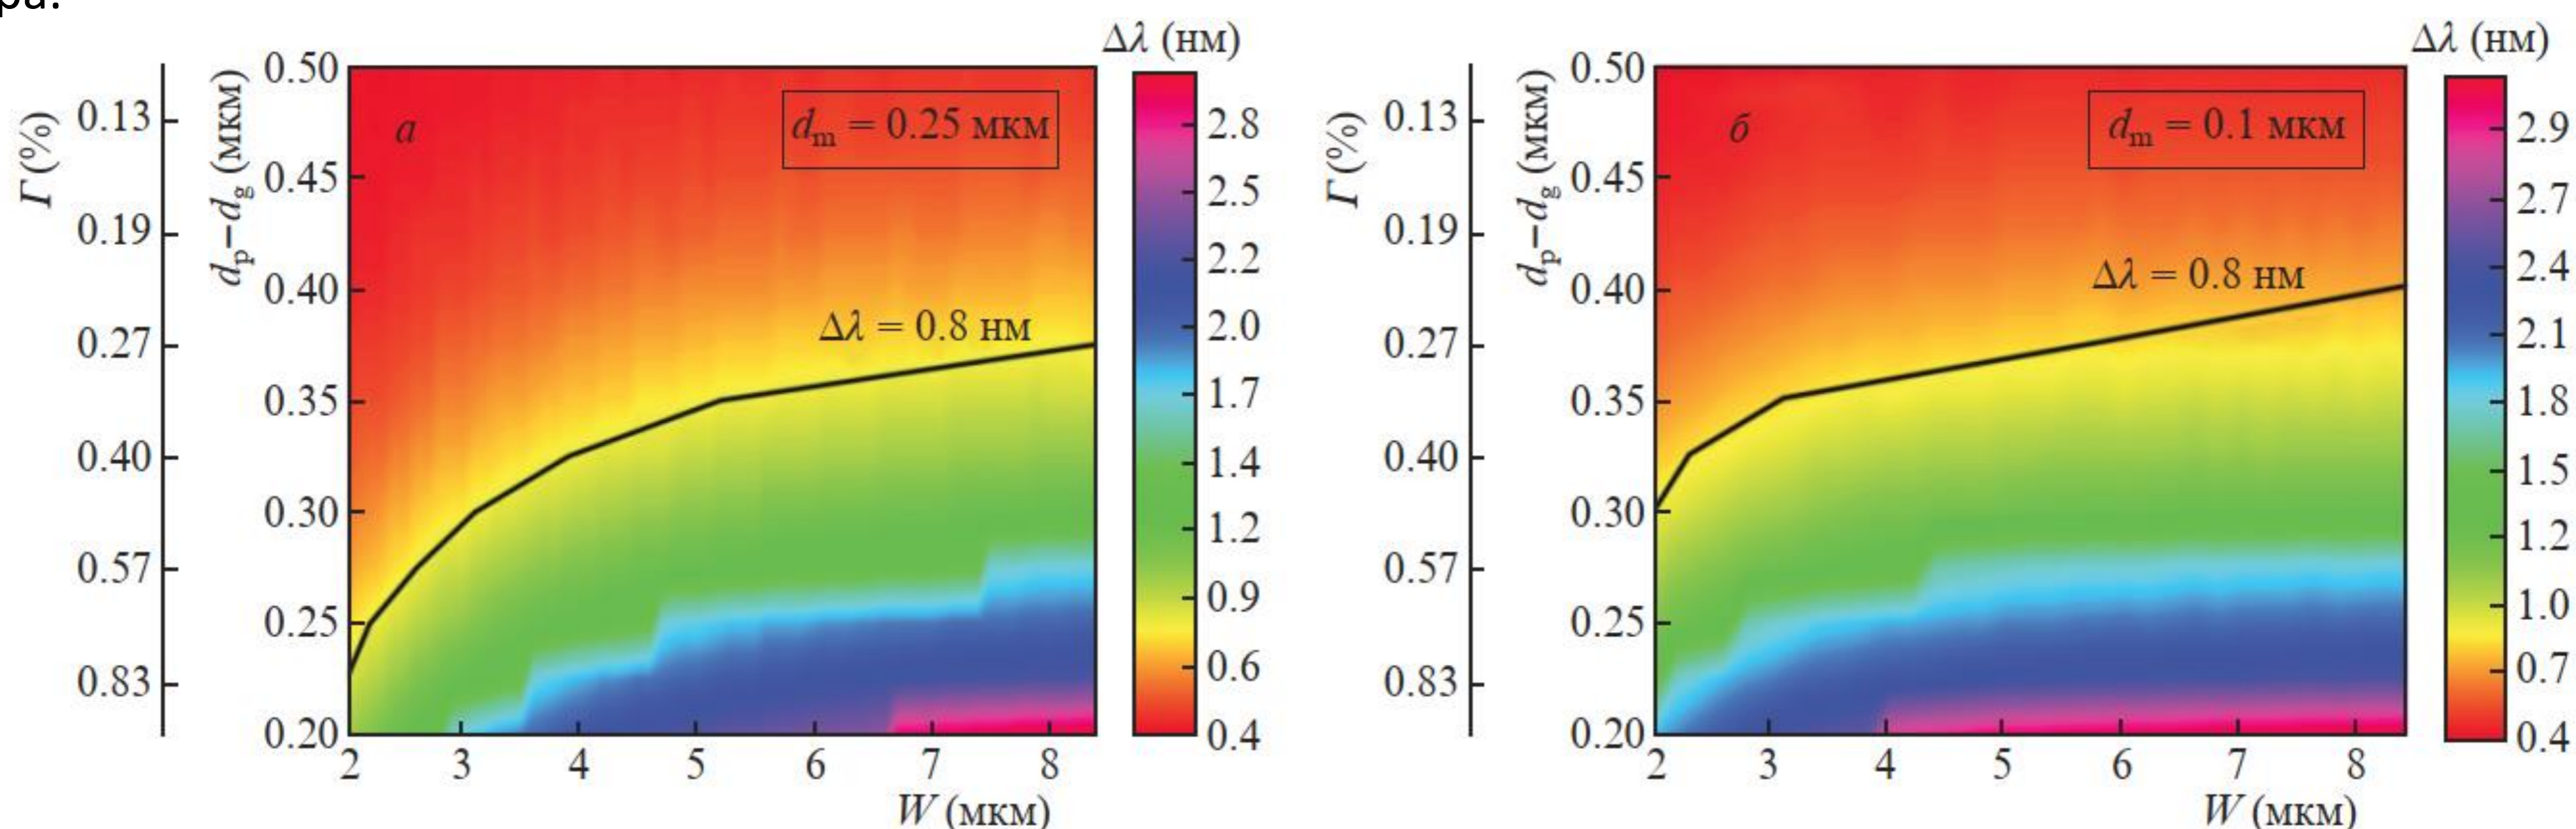 ра.
Δλ (нм)
0.50
0.45
0.40
0.35
0.30
0.25
0.20
dp–dg (мкм)
Γ (%)
0.13
0.19
0.27
0.40
0.57
0.83
а
dm = 0.25 мкм
Δλ = 0.8 нм
2 3 4 5 6 7 8
W (мкм)
2.8
2.5
2.2
2.0
1.7
1.4
1.2
0.9
0.6
0.4
Δλ (нм)
0.50
0.45
0.40
0.35
0.30
0.25
0.20
dp–dg (мкм)
Γ (%)
0.13
0.19
0.27
0.40
0.57
0.83
б
dm = 0.1 мкм
Δλ = 0.8 нм
2 3 4 5 6 7 8
W (мкм)
2.9
2.7
2.4
2.1
1.8
1.5
1.2
1.0
0.7
0.4